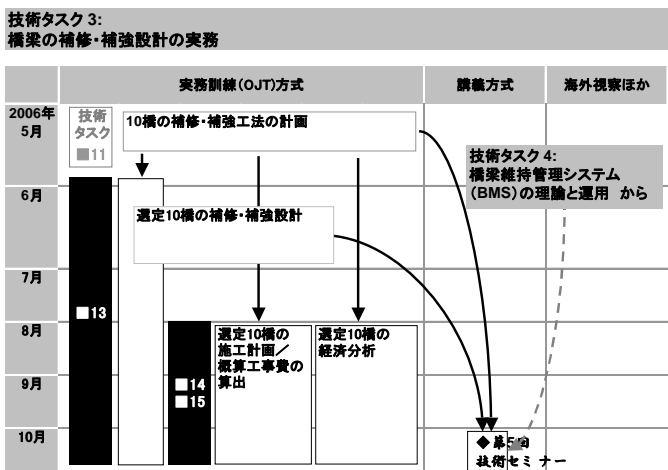 技術タスク 3:
橋梁の補修・補強設計の実務
実務訓練(OJT)方式
講義方式
海外視察ほか
2006年
5月
技術
タスク
■11
10橋の補修・補強工法の計画
技術タスク 4:
橋梁維持管理システム
(BMS)の理論と運用 から
6月
選定10橋の補修・補強設計
7月
■13
8月
選定10橋の
施工計画／
概算工事費の
算出
選定10橋の
経済分析
9月
■14
■15
10月
◆第5回
技術セミナー